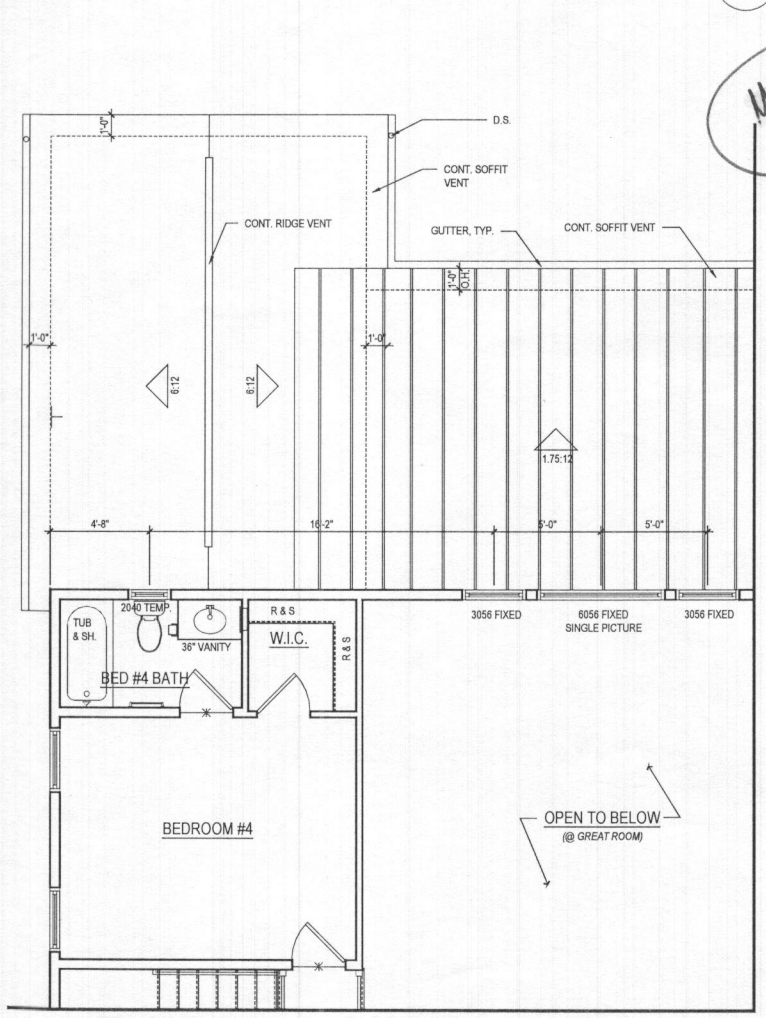 1'-0"
D.S.
CONT. SOFFIT
VENT
CONT. RIDGE VENT
GUTTER, TYP.
CONT. SOFFIT VENT
1'-0"
O.H.
1'-0"
1'-0"
6:12
6:12
1.75:12
4'-8"
16'-2"
5'-0"
5'-0"
2040 TEMP.
R & S
3056 FIXED
6056 FIXED
SINGLE PICTURE
3056 FIXED
TUB
& SH.
36" VANITY
W.I.C.
R & S
BED #4 BATH
BEDROOM #4
OPEN TO BELOW
(@ GREAT ROOM)